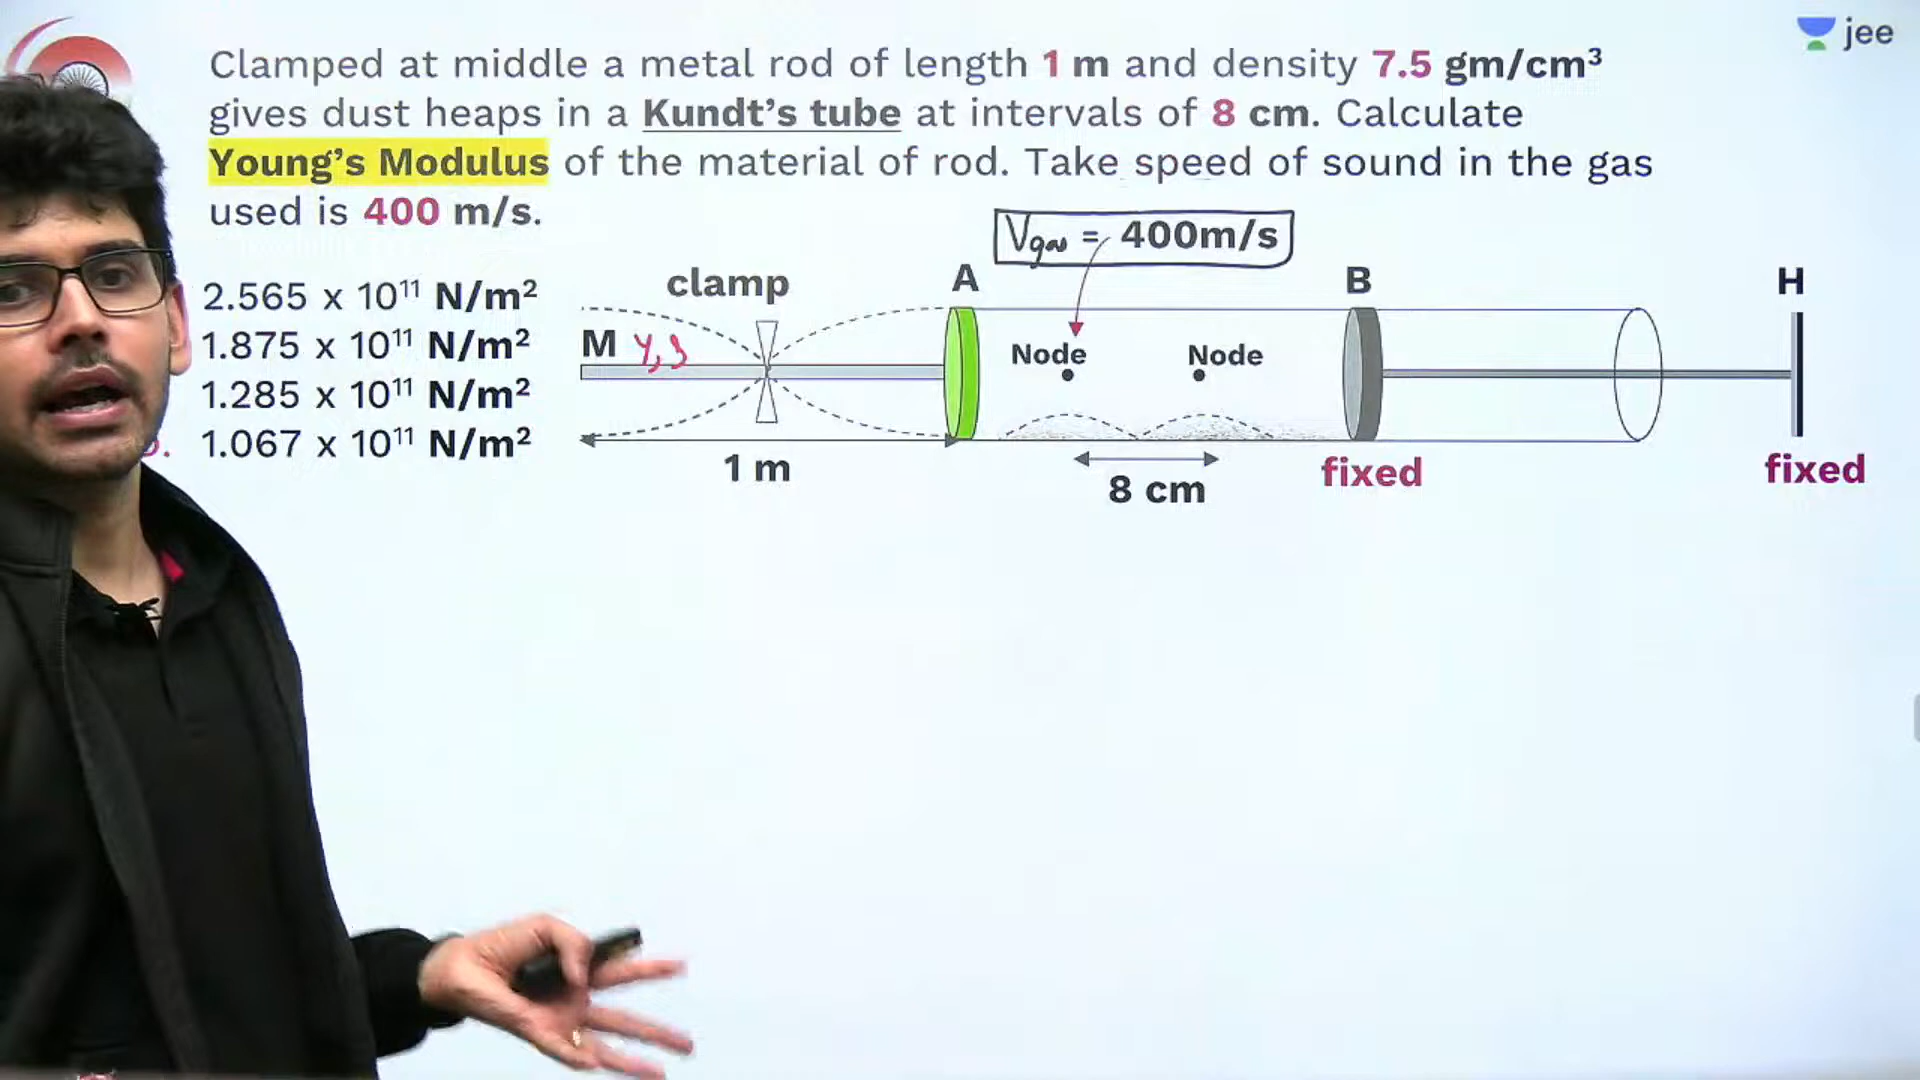 jee
Clamped at middle a metal rod of length 1 m and density 7.5 gm/cm³
gives dust heaps in a Kundt’s tube at intervals of 8 cm. Calculate
Young’s Modulus of the material of rod. Take speed of sound in the gas
used is 400 m/s.
V gas = 400m/s
2.565 x 10¹¹ N/m²
1.875 x 10¹¹ N/m²
1.285 x 10¹¹ N/m²
1.067 x 10¹¹ N/m²
clamp
A
B
H
M
Node
Node
1 m
8 cm
fixed
fixed